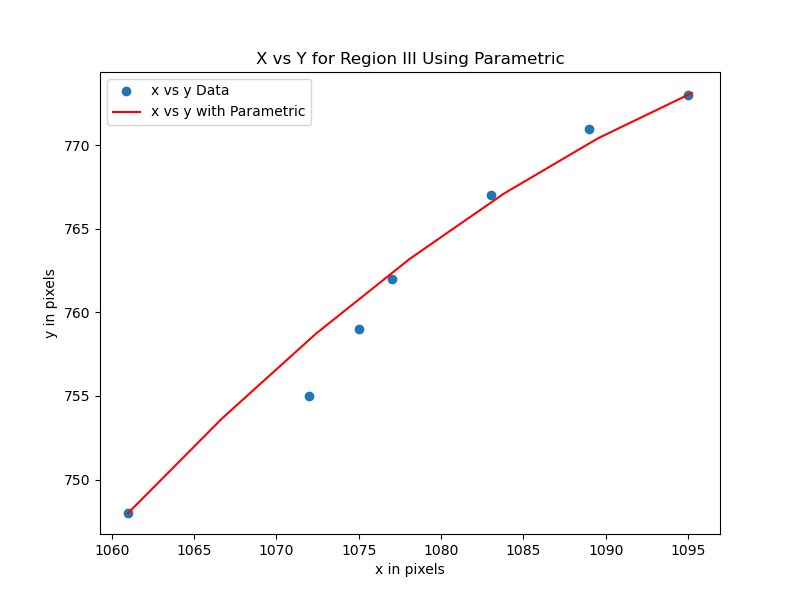 X vs Y for Region III Using Parametric
x vs y Data
x vs y with Parametric
770
765
760
755
750
y in pixels
1060 1065 1070 1075 1080 1085 1090 1095
x in pixels